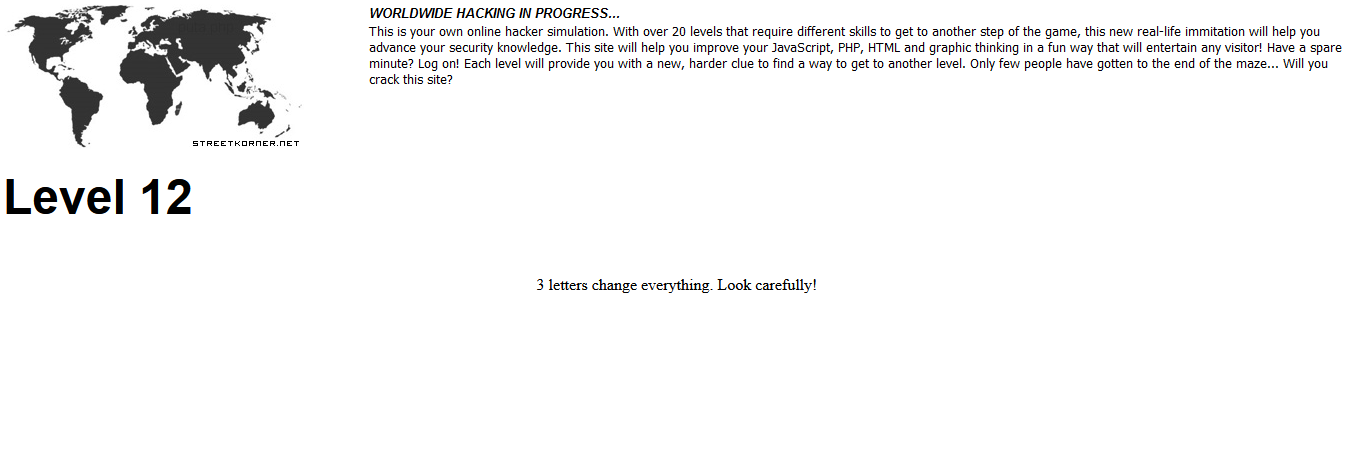 WORLDWIDE HACKING IN PROGRESS...
This is your own online hacker simulation. With over 20 levels that require different skills to get to another step of the game, this new real-life immitation will help you
advance your security knowledge. This site will help you improve your JavaScript, PHP, HTML and graphic thinking in a fun way that will entertain any visitor! Have a spare
minute? Log on! Each level will provide you with a new, harder clue to find a way to get to another level. Only few people have gotten to the end of the maze... Will you
crack this site?
STREETKORNER.NET
Level 12
3 letters change everything. Look carefully!